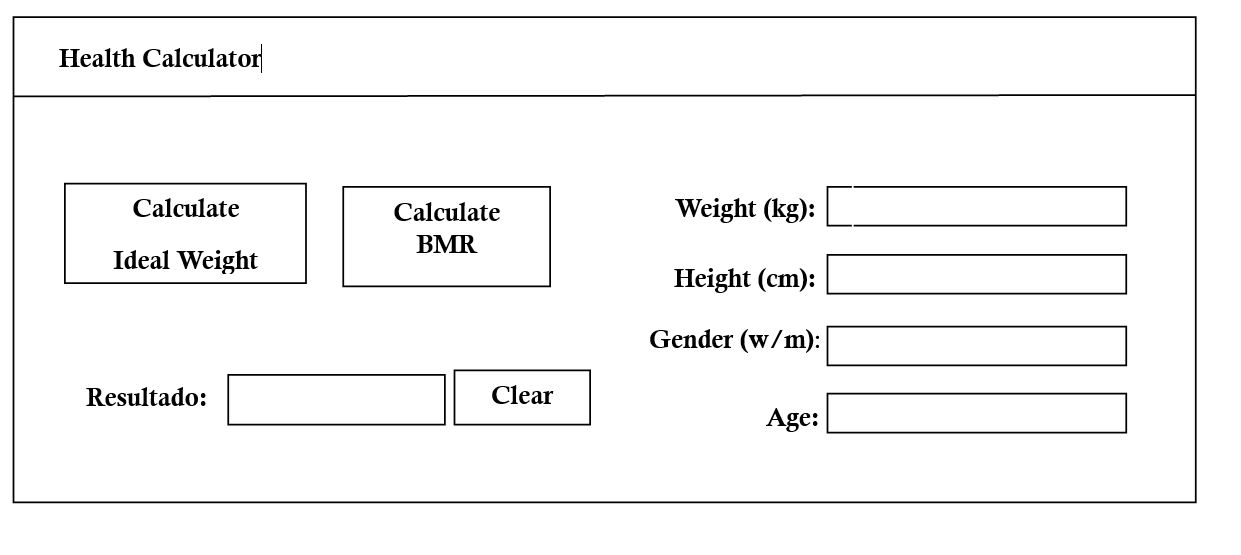 Health Calculator
Calculate
Ideal Weight
Calculate
BMR
Weight (kg):
Height (cm):
Gender (w/m):
Age:
Resultado:
Clear